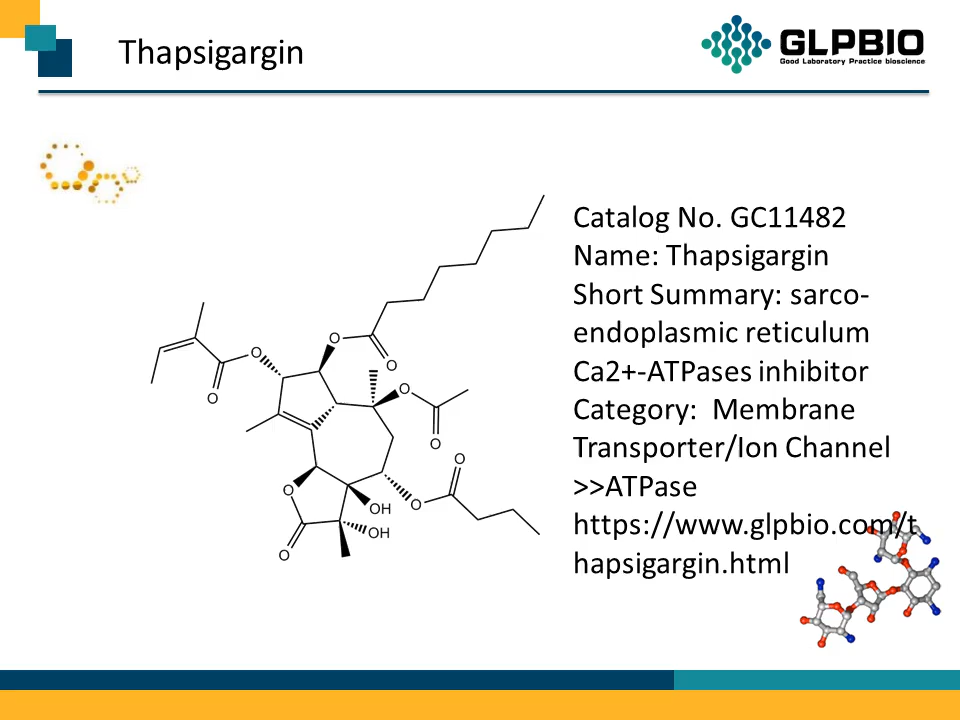 Thapsigargin
GLPBIO
Good Laboratory Practice bioscience
Catalog No. GC11482
Name: Thapsigargin
Short Summary: sarco-
endoplasmic reticulum
Ca2+-ATPases inhibitor
Category:  Membrane
Transporter/Ion Channel
>>ATPase
https://www.glpbio.com/t
hapsigargin.html
O
O
O
O
O
O
O
O
O
OH
O
OH
O